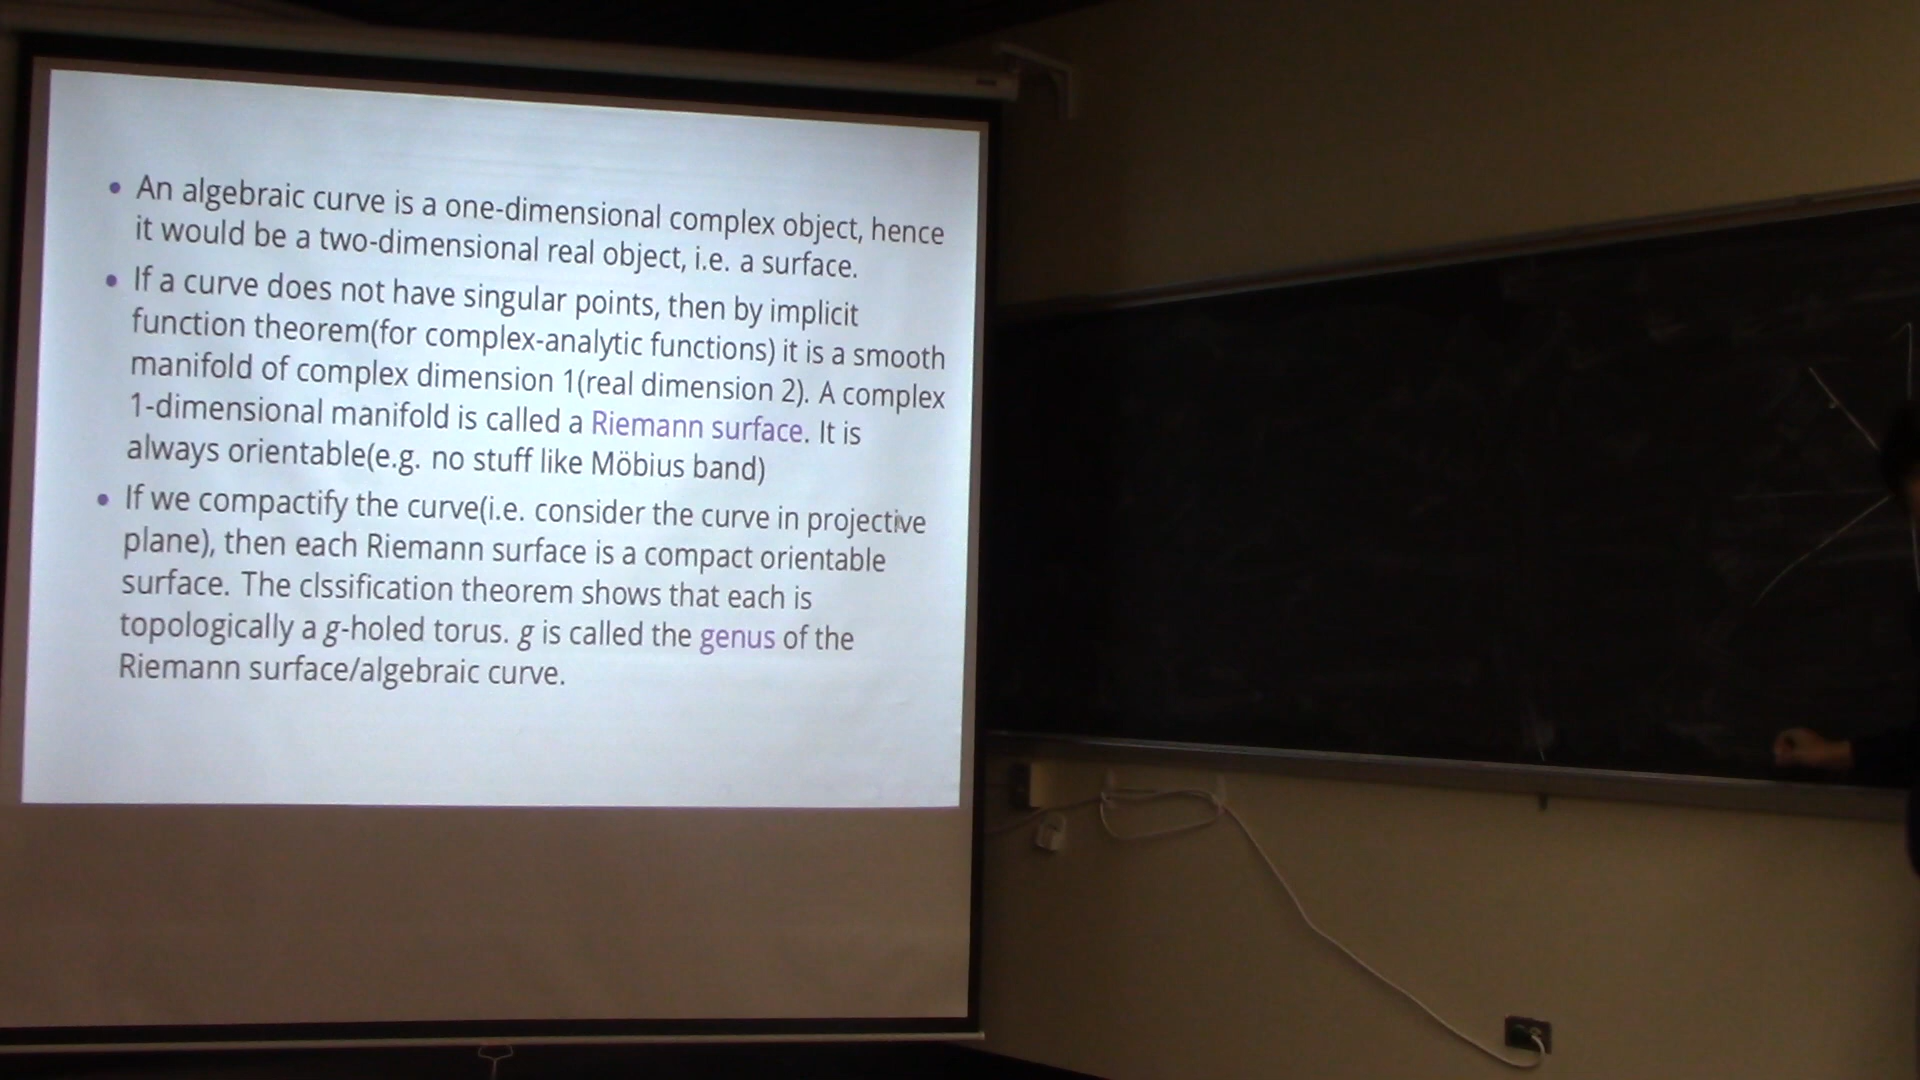 • An algebraic curve is a one-dimensional complex object, hence
it would be a two-dimensional real object, i.e. a surface.
• If a curve does not have singular points, then by implicit
function theorem(for complex-analytic functions) it is a smooth
manifold of complex dimension 1(real dimension 2). A complex
1-dimensional manifold is called a Riemann surface. It is
always orientable(e.g. no stuff like Möbius band)
• If we compactify the curve(i.e. consider the curve in projective
plane), then each Riemann surface is a compact orientable
surface. The clssification theorem shows that each is
topologically a g-holed torus. g is called the genus of the
Riemann surface/algebraic curve.